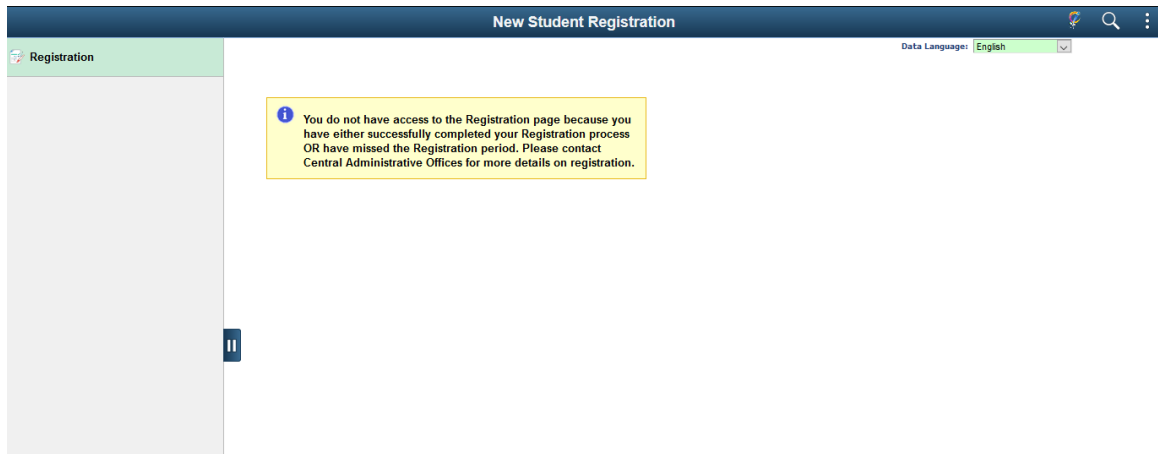 New Student Registration
Registration
Data Language: English
You do not have access to the Registration page because you
have either successfully completed your Registration process
OR have missed the Registration period. Please contact
Central Administrative Offices for more details on registration.